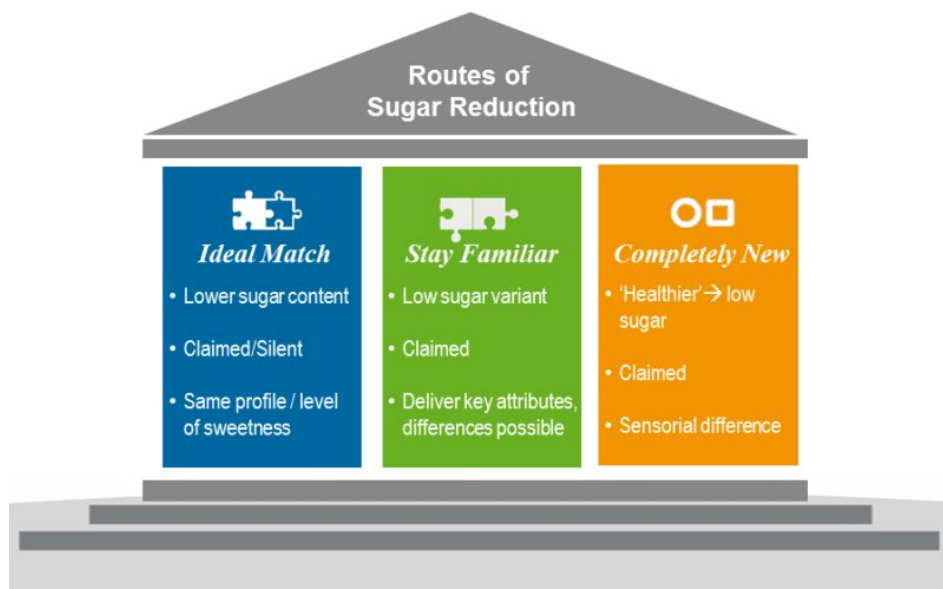 Routes of
Sugar Reduction
Ideal Match
• Lower sugar content
• Claimed/Silent
• Same profile / level
of sweetness
Stay Familiar
• Low sugar variant
• Claimed
• Deliver key attributes,
differences possible
Completely New
• ‘Healthier’→ low
sugar
• Claimed
• Sensorial difference